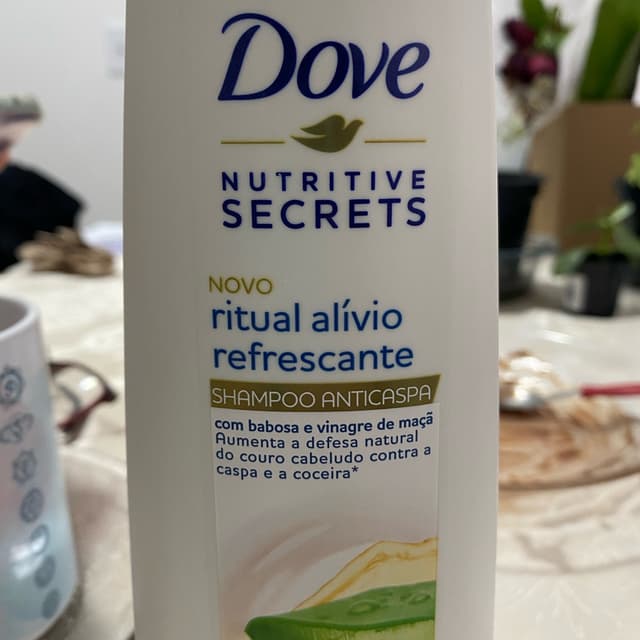 Dove
NUTRITIVE
SECRETS
NOVO
ritual alívio
refrescante
SHAMPOO ANTICASPA
com babosa e vinagre de maçã
Aumenta a defesa natural
do couro cabeludo contra a
caspa e a coceira*